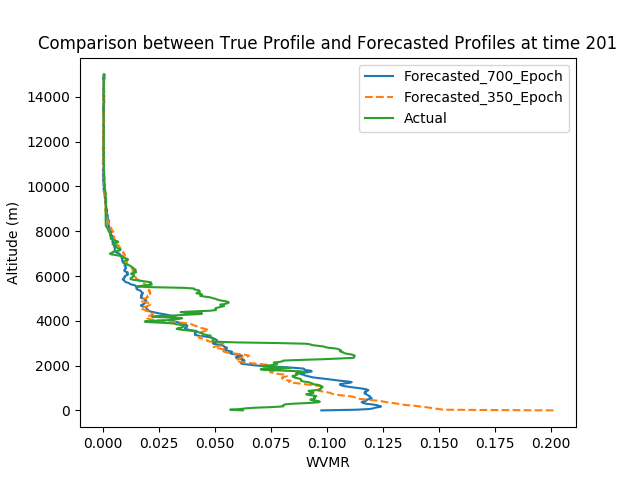 Comparison between True Profile and Forecasted Profiles at time 201
Forecasted_700_Epoch
Forecasted_350_Epoch
Actual
Altitude (m)
14000
12000
10000
8000
6000
4000
2000
0
0.000 0.025 0.050 0.075 0.100 0.125 0.150 0.175 0.200
WVMR